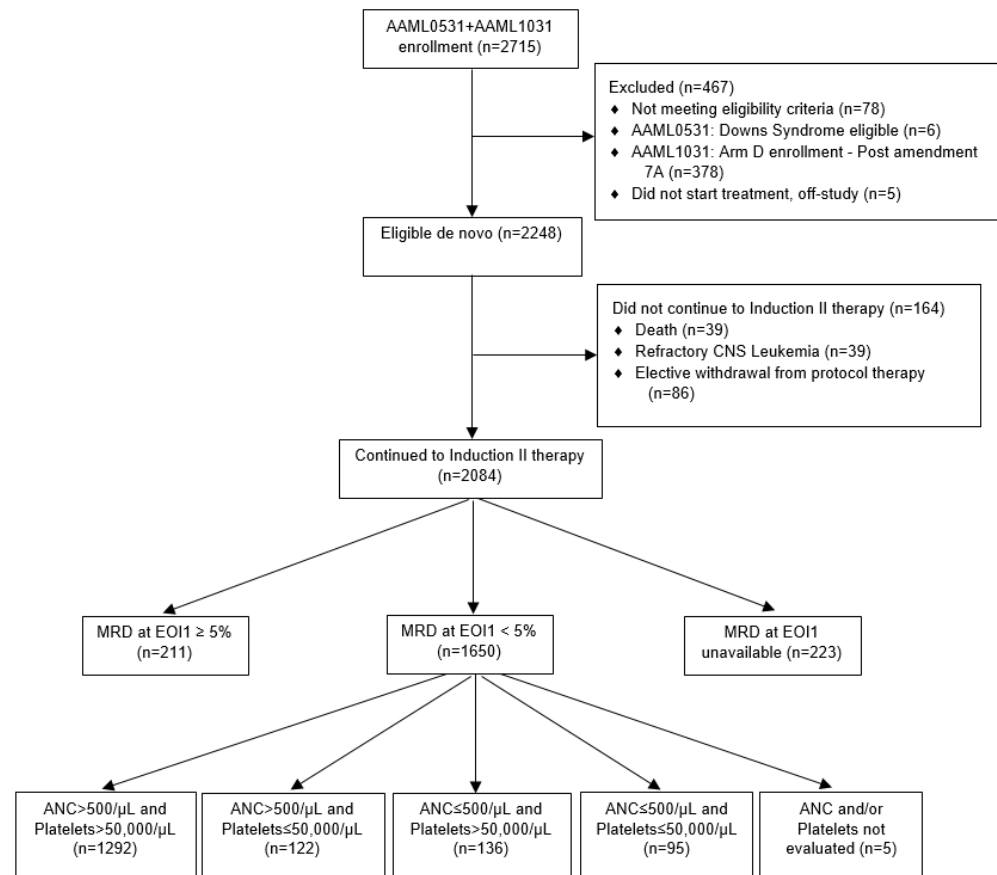 AAML0531+AAML1031
enrollment (n=2715)
Excluded (n=467)
♦ Not meeting eligibility criteria (n=78)
♦ AAML0531: Downs Syndrome eligible (n=6)
♦ AAML1031: Arm D enrollment - Post amendment
7A (n=378)
♦ Did not start treatment, off-study (n=5)
Eligible de novo (n=2248)
Did not continue to Induction II therapy (n=164)
♦ Death (n=39)
♦ Refractory CNS Leukemia (n=39)
♦ Elective withdrawal from protocol therapy
(n=86)
Continued to Induction II therapy
(n=2084)
MRD at EOI1 ≥ 5%
(n=211)
MRD at EOI1 < 5%
(n=1650)
MRD at EOI1
unavailable (n=223)
ANC>500/µL and
Platelets>50,000/µL
(n=1292)
ANC>500/µL and
Platelets≤50,000/µL
(n=122)
ANC≤500/µL and
Platelets>50,000/µL
(n=136)
ANC≤500/µL and
Platelets≤50,000/µL
(n=95)
ANC and/or
Platelets not
evaluated (n=5)